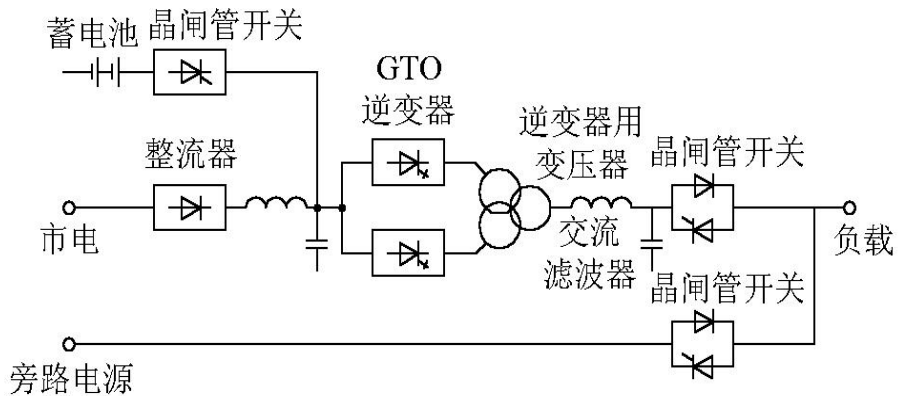 蓄电池
晶闸管开关
GTO
逆变器
逆变器用
变压器
晶闸管开关
整流器
市电
交流
滤波器
负载
晶闸管开关
旁路电源